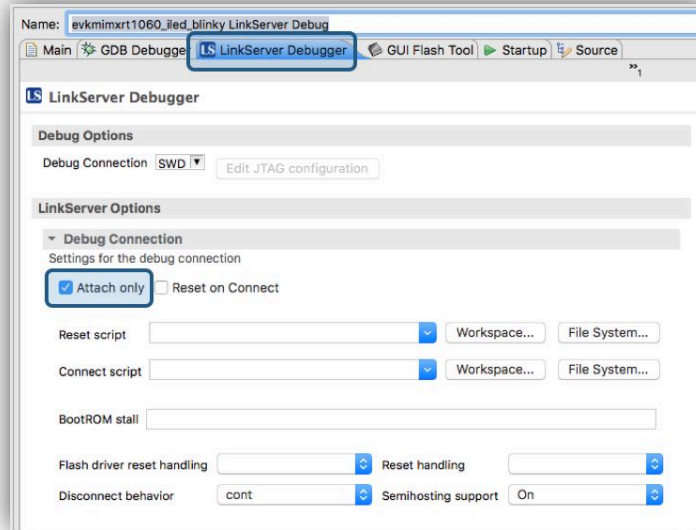 Name: evkmimxrt1060_iled_blinky LinkServer Debug
Main GDB Debugger LS LinkServer Debugger GUI Flash Tool Startup Source
»1
LS LinkServer Debugger
Debug Options
Debug Connection SWD Edit JTAG configuration
LinkServer Options
Debug Connection
Settings for the debug connection
Attach only Reset on Connect
Reset script Workspace... File System...
Connect script Workspace... File System...
BootROM stall
Flash driver reset handling Reset handling
Disconnect behavior cont Semihosting support On